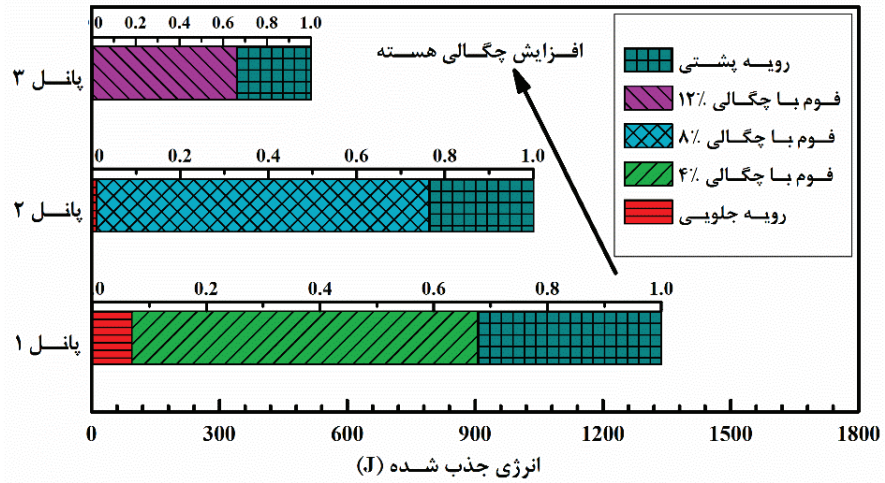 0 0.2 0.4 0.6 0.8 1.0
پانل ۳
افزایش چگالی هسته
رویه پشتی
فوم با چگالی ۱۲٪
فوم با چگالی ۸٪
فوم با چگالی ۴٪
رویه جلویی
0 0.2 0.4 0.6 0.8 1.0
پانل ۲
0 0.2 0.4 0.6 0.8 1.0
پانل ۱
0 300 600 900 1200 1500 1800
انرژی جذب شده (J)